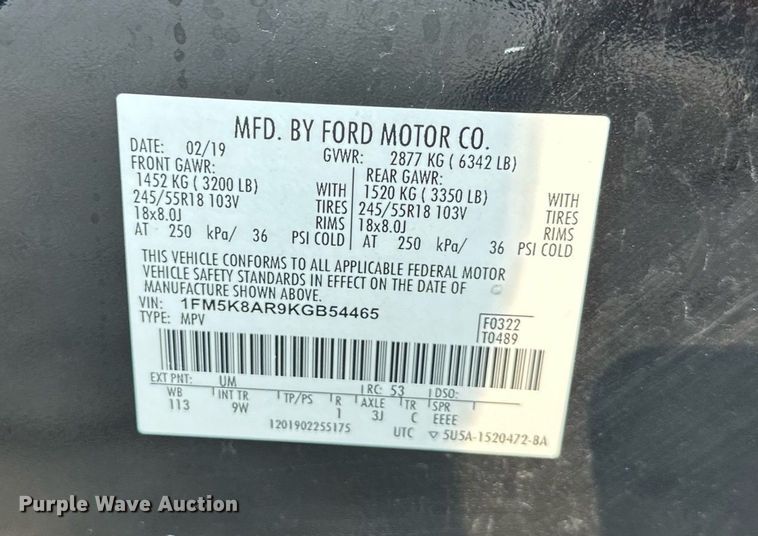 MFD. BY FORD MOTOR CO.
DATE: 02/19 GVWR: 2877 KG ( 6342 LB)
FRONT GAWR: REAR GAWR:
1452 KG ( 3200 LB) WITH 1520 KG ( 3350 LB) WITH
245/55R18 103V TIRES 245/55R18 103V TIRES
18x8.0J RIMS 18x8.0J RIMS
AT 250 kPa/ 36 PSI COLD AT 250 kPa/ 36 PSI COLD
THIS VEHICLE CONFORMS TO ALL APPLICABLE FEDERAL MOTOR
VEHICLE SAFETY STANDARDS IN EFFECT ON THE DATE OF
MANUFACTURE SHOWN ABOVE.
VIN: 1FM5K8AR9KGB54465 F0322
TYPE: MPV T0489
EXT PNT: UM RC: 53 DSO:
WB INT TR TP/PS R AXLE TR SPR
113 9W 1 3J C EEEE
1201902255175 UTC ▽ 5U5A-1520472-BA
Purple Wave Auction